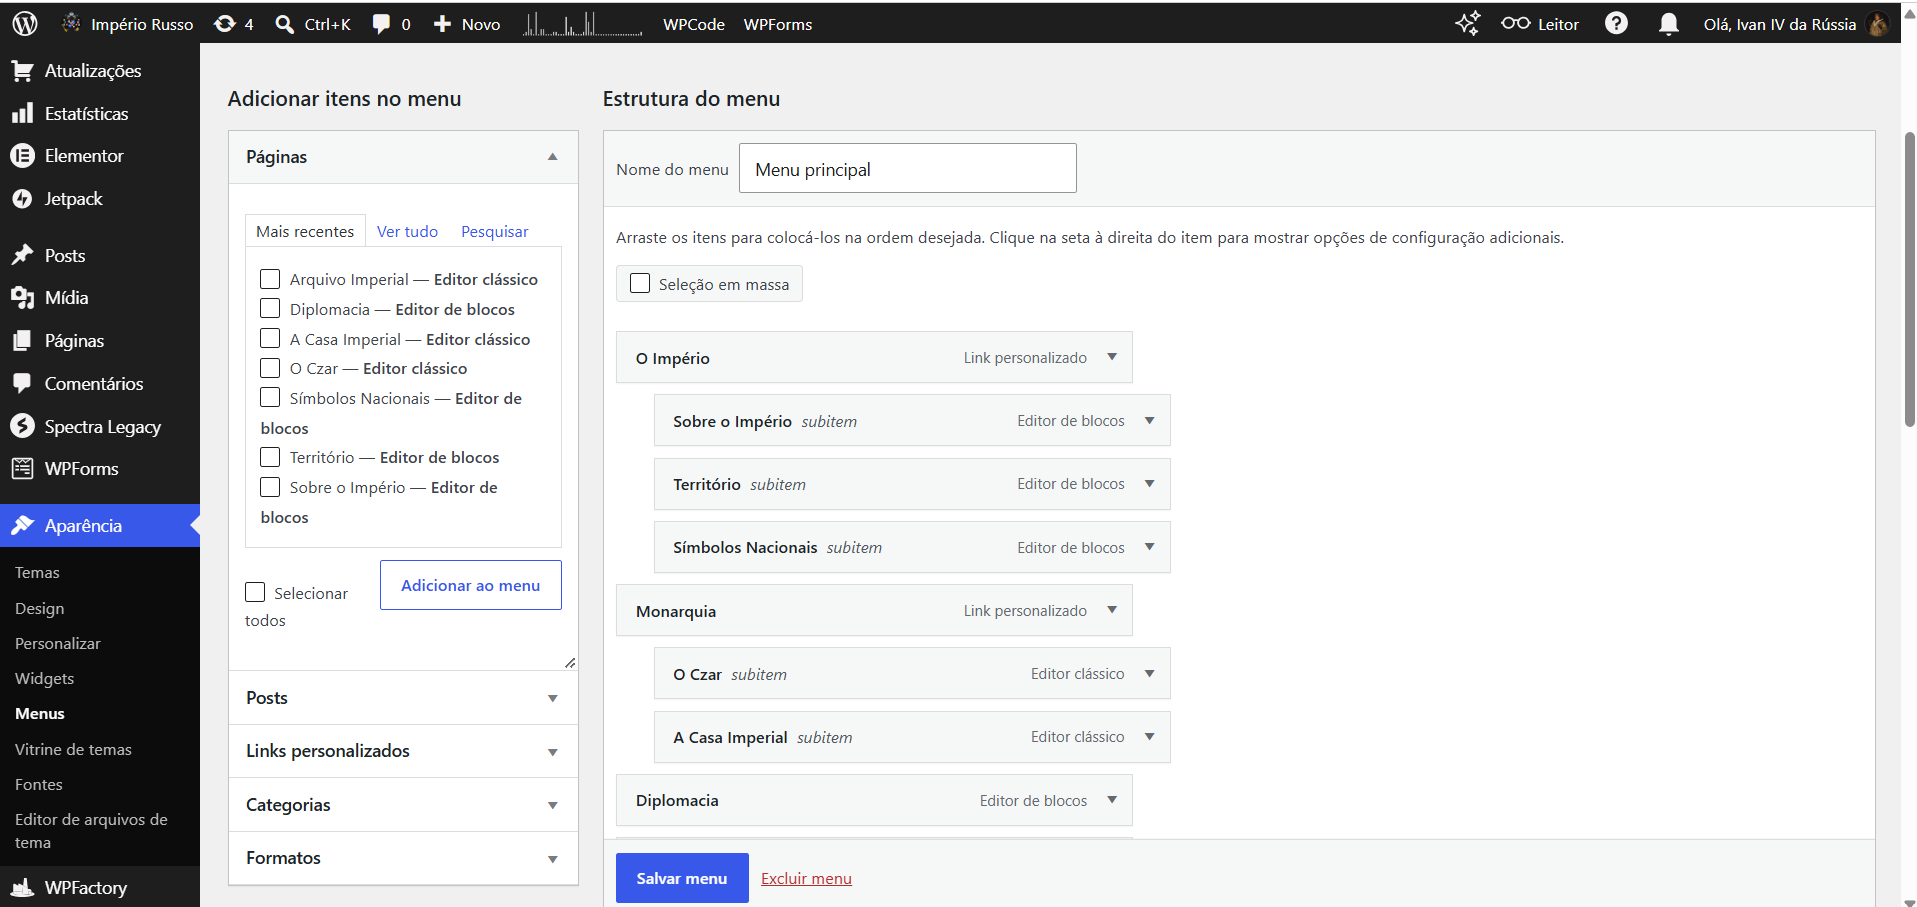 Império Russo
4
Ctrl+K
0
Novo
WPCode
WPForms
Leitor
Olá, Ivan IV da Rússia
Atualizações
Estatísticas
Elementor
Jetpack
Posts
Mídia
Páginas
Comentários
Spectra Legacy
WPForms
Aparência
Temas
Design
Personalizar
Widgets
Menus
Vitrine de temas
Fontes
Editor de arquivos de
tema
WPFactory
Adicionar itens no menu
Páginas
Mais recentes
Ver tudo
Pesquisar
Arquivo Imperial — Editor clássico
Diplomacia — Editor de blocos
A Casa Imperial — Editor clássico
O Czar — Editor clássico
Símbolos Nacionais — Editor de
blocos
Território — Editor de blocos
Sobre o Império — Editor de
blocos
Selecionar
todos
Adicionar ao menu
Posts
Links personalizados
Categorias
Formatos
Estrutura do menu
Nome do menu
Menu principal
Arraste os itens para colocá-los na ordem desejada. Clique na seta à direita do item para mostrar opções de configuração adicionais.
Seleção em massa
O Império Link personalizado
Sobre o Império subitem Editor de blocos
Território subitem Editor de blocos
Símbolos Nacionais subitem Editor de blocos
Monarquia Link personalizado
O Czar subitem Editor clássico
A Casa Imperial subitem Editor clássico
Diplomacia Editor de blocos
Salvar menu
Excluir menu